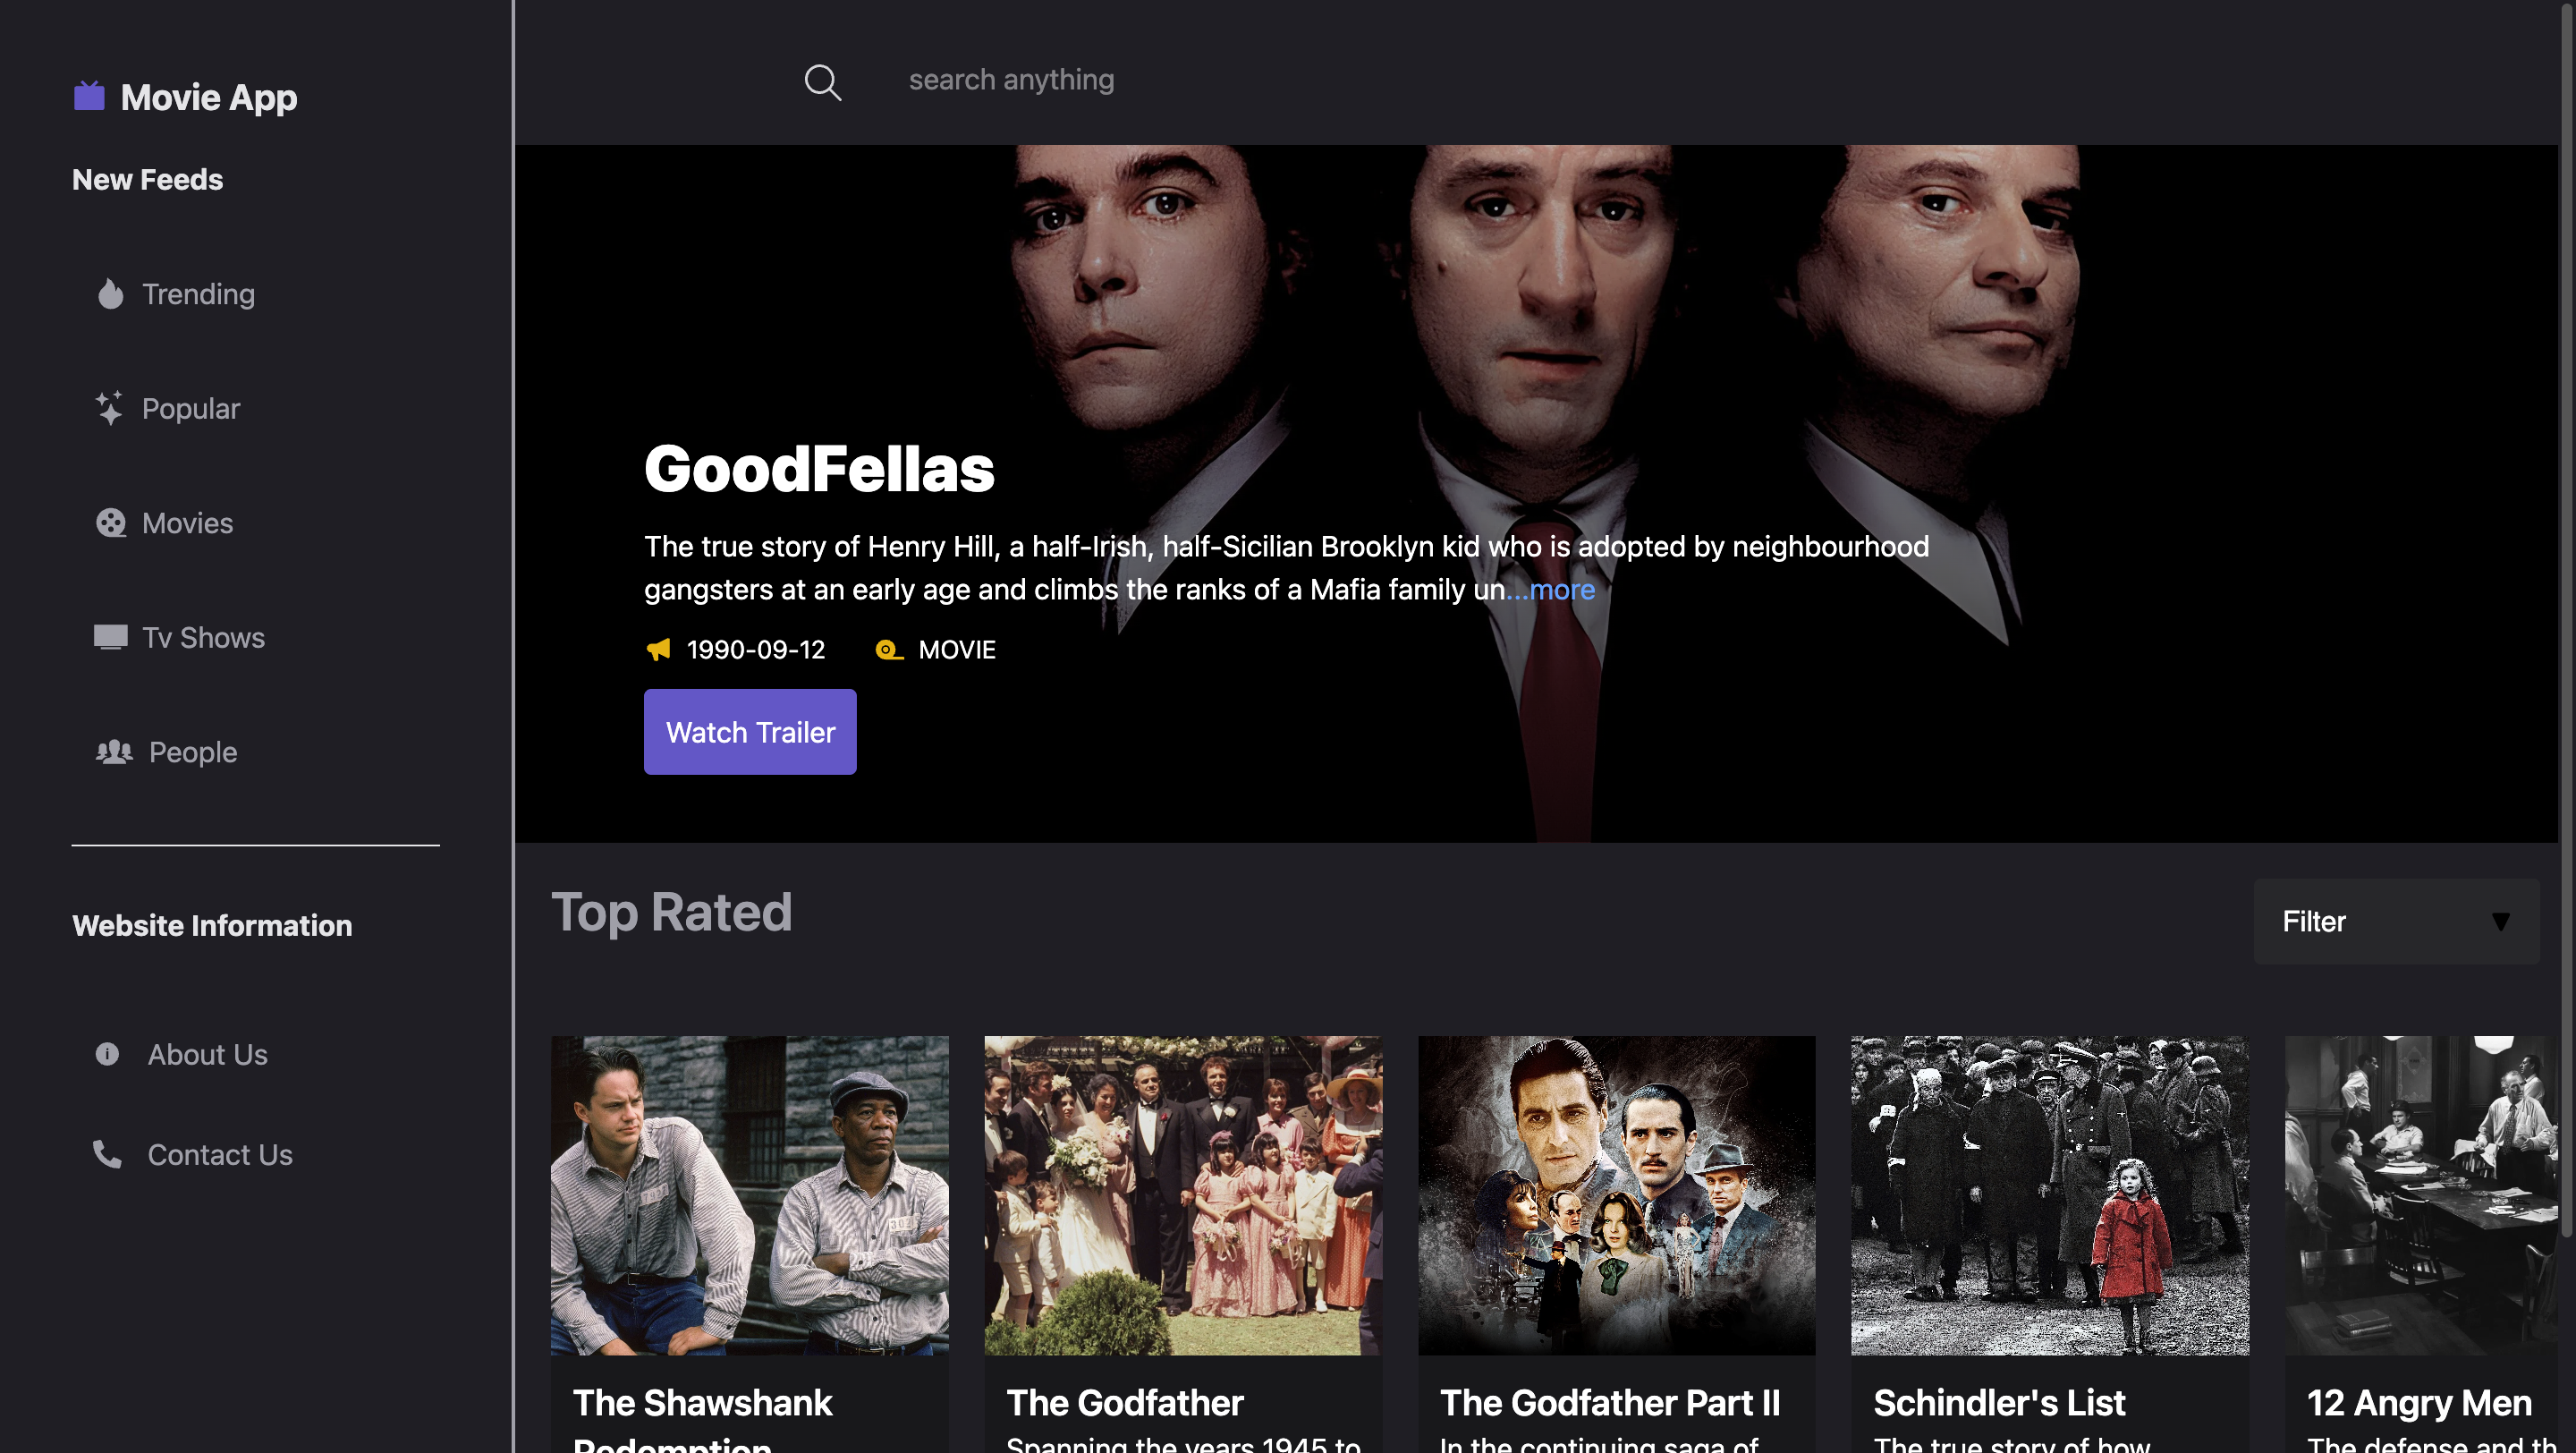 Movie App
search anything
New Feeds
Trending
Popular
Movies
Tv Shows
People
Website Information
About Us
Contact Us
GoodFellas
The true story of Henry Hill, a half-Irish, half-Sicilian Brooklyn kid who is adopted by neighbourhood
gangsters at an early age and climbs the ranks of a Mafia family un...more
1990-09-12 MOVIE
Watch Trailer
Top Rated
Filter
The Shawshank
Redemption
The Godfather
Spanning the years 1945 to
The Godfather Part II
In the continuing saga of
Schindler's List
The true story of how
12 Angry Men
The defense and th